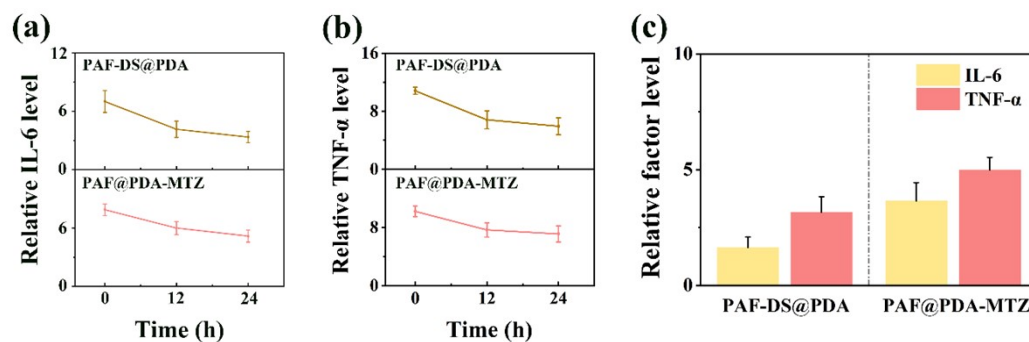 (a)
Relative IL-6 level
12
6
0
PAF-DS@PDA
6
0
PAF@PDA-MTZ
0 12 24
Time (h)
(b)
Relative TNF-α level
16
8
0
PAF-DS@PDA
8
0
PAF@PDA-MTZ
0 12 24
Time (h)
(c)
Relative factor level
10
5
0
IL-6
TNF-α
PAF-DS@PDA PAF@PDA-MTZ